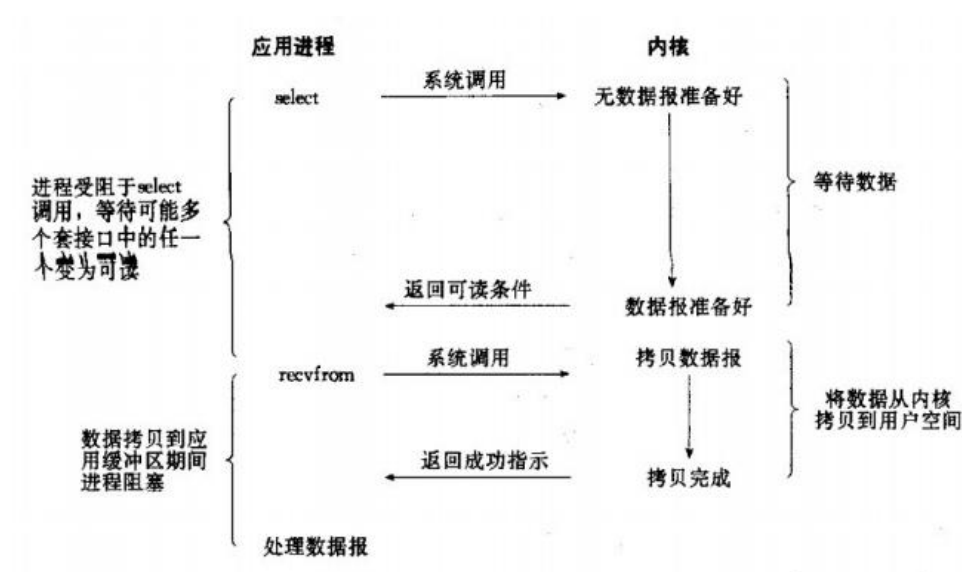 应用进程
内核
select
系统调用
无数据报准备好
进程受阻于select
调用，等待可能多
个套接口中的任一
个变为可读
等待数据
返回可读条件
数据报准备好
recvfrom
系统调用
拷贝数据报
将数据从内核
拷贝到用户空间
数据拷贝到应
用缓冲区期间
进程阻塞
返回成功指示
拷贝完成
处理数据报